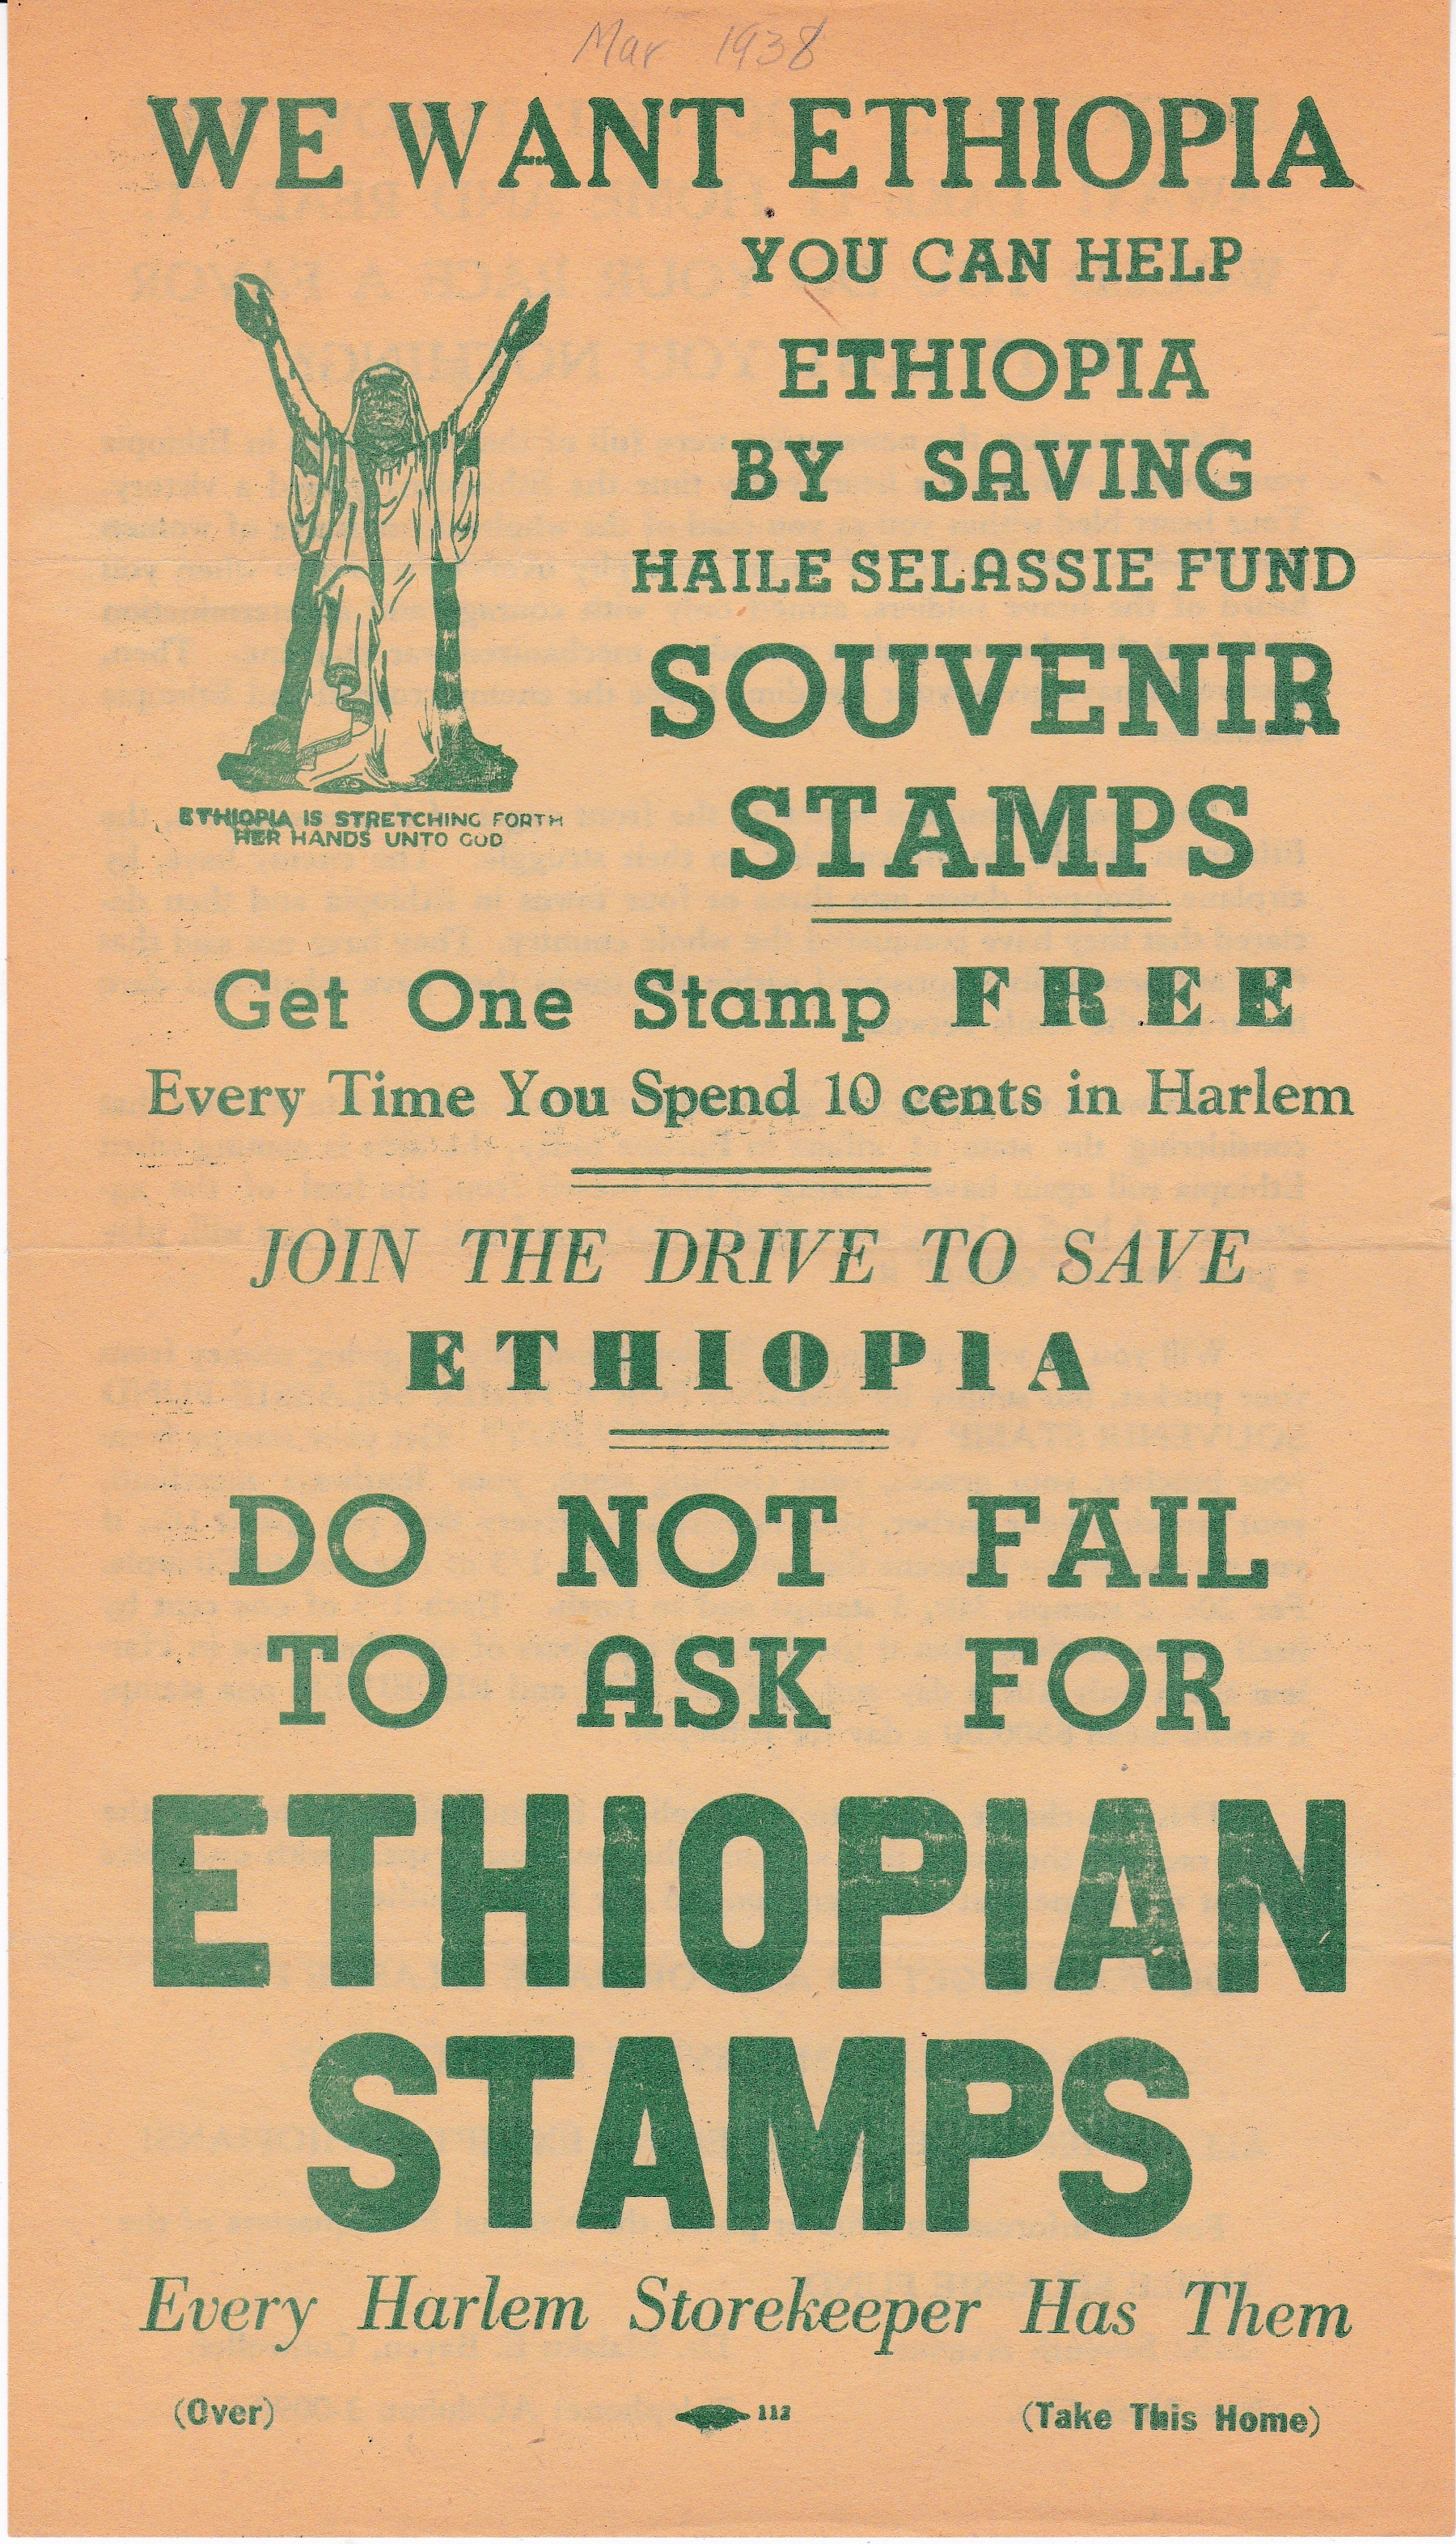 Mar 1938
WE WANT ETHIOPIA
YOU CAN HELP
ETHIOPIA
BY SAVING
HAILE SELASSIE FUND
SOUVENIR
STAMPS
ETHIOPIA IS STRETCHING FORTH
HER HANDS UNTO GOD
Get One Stamp FREE
Every Time You Spend 10 cents in Harlem
JOIN THE DRIVE TO SAVE
ETHIOPIA
DO NOT FAIL
TO ASK FOR
ETHIOPIAN
STAMPS
Every Harlem Storekeeper Has Them
(Over) 112 (Take This Home)